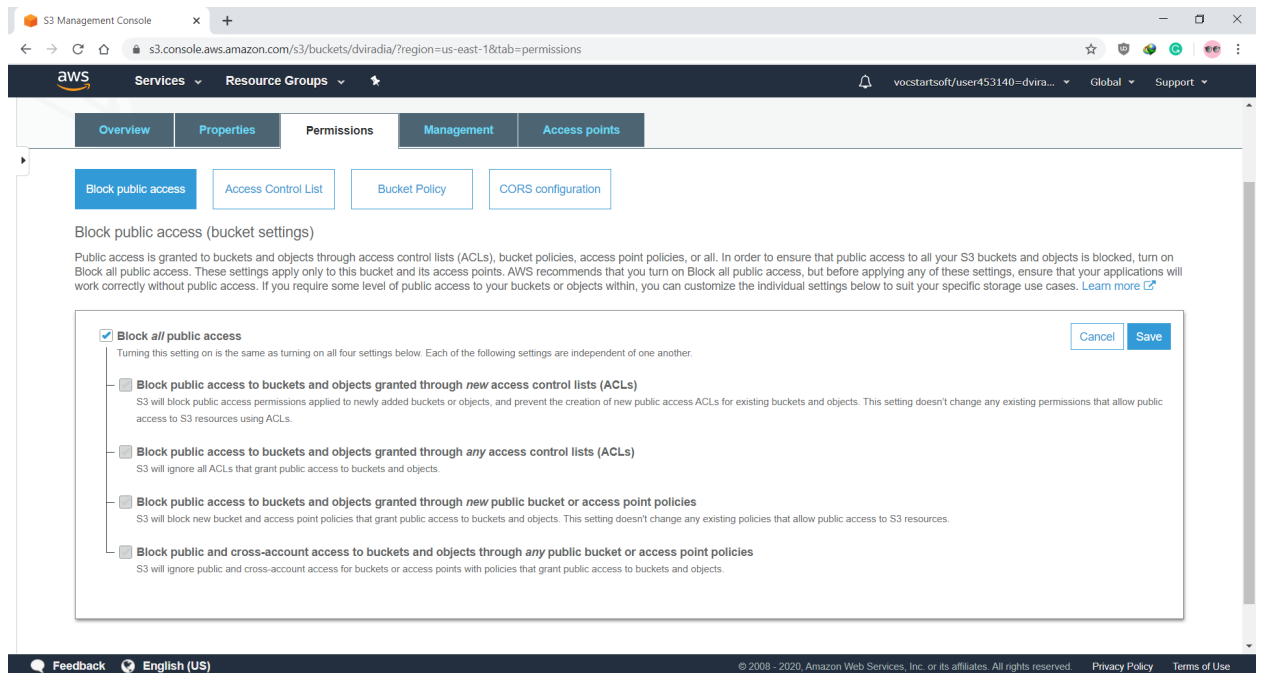 S3 Management Console
s3.console.aws.amazon.com/s3/buckets/dviradia/?region=us-east-1&tab=permissions
aws Services Resource Groups vocstartsoft/user453140=dvira... Global Support
Overview Properties Permissions Management Access points
Block public access Access Control List Bucket Policy CORS configuration
Block public access (bucket settings)
Public access is granted to buckets and objects through access control lists (ACLs), bucket policies, access point policies, or all. In order to ensure that public access to all your S3 buckets and objects is blocked, turn on
Block all public access. These settings apply only to this bucket and its access points. AWS recommends that you turn on Block all public access, but before applying any of these settings, ensure that your applications will
work correctly without public access. If you require some level of public access to your buckets or objects within, you can customize the individual settings below to suit your specific storage use cases. Learn more
Block all public access Cancel Save
Turning this setting on is the same as turning on all four settings below. Each of the following settings are independent of one another.
Block public access to buckets and objects granted through new access control lists (ACLs)
S3 will block public access permissions applied to newly added buckets or objects, and prevent the creation of new public access ACLs for existing buckets and objects. This setting doesn't change any existing permissions that allow public
access to S3 resources using ACLs.
Block public access to buckets and objects granted through any access control lists (ACLs)
S3 will ignore all ACLs that grant public access to buckets and objects.
Block public access to buckets and objects granted through new public bucket or access point policies
S3 will block new bucket and access point policies that grant public access to buckets and objects. This setting doesn't change any existing policies that allow public access to S3 resources.
Block public and cross-account access to buckets and objects through any public bucket or access point policies
S3 will ignore public and cross-account access for buckets or access points with policies that grant public access to buckets and objects.
Feedback English (US) © 2008 - 2020, Amazon Web Services, Inc. or its affiliates. All rights reserved. Privacy Policy Terms of Use